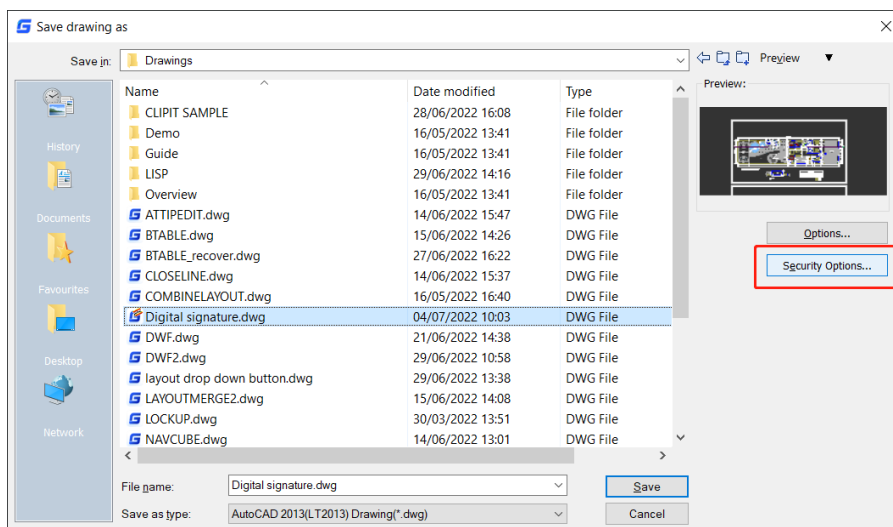 Save drawing as
Save in: Drawings Preview
Preview:
Name Date modified Type
CLIPIT SAMPLE 28/06/2022 16:08 File folder
Demo 16/05/2022 13:41 File folder
Guide 16/05/2022 13:41 File folder
LISP 29/06/2022 14:16 File folder
Overview 16/05/2022 13:41 File folder
ATTIPEDIT.dwg 14/06/2022 15:47 DWG File
BTABLE.dwg 15/06/2022 14:26 DWG File
BTABLE_recover.dwg 27/06/2022 16:22 DWG File
CLOSELINE.dwg 14/06/2022 15:37 DWG File
COMBINELAYOUT.dwg 16/05/2022 16:40 DWG File
Digital signature.dwg 04/07/2022 10:03 DWG File
DWF.dwg 21/06/2022 14:38 DWG File
DWF2.dwg 29/06/2022 10:58 DWG File
layout drop down button.dwg 29/06/2022 13:38 DWG File
LAYOUTMERGE2.dwg 15/06/2022 14:08 DWG File
LOCKUP.dwg 30/03/2022 13:51 DWG File
NAVCUBE.dwg 14/06/2022 13:01 DWG File
History
Documents
Favourites
Desktop
Network
Options...
Security Options...
File name: Digital signature.dwg Save
Save as type: AutoCAD 2013(LT2013) Drawing(*.dwg) Cancel